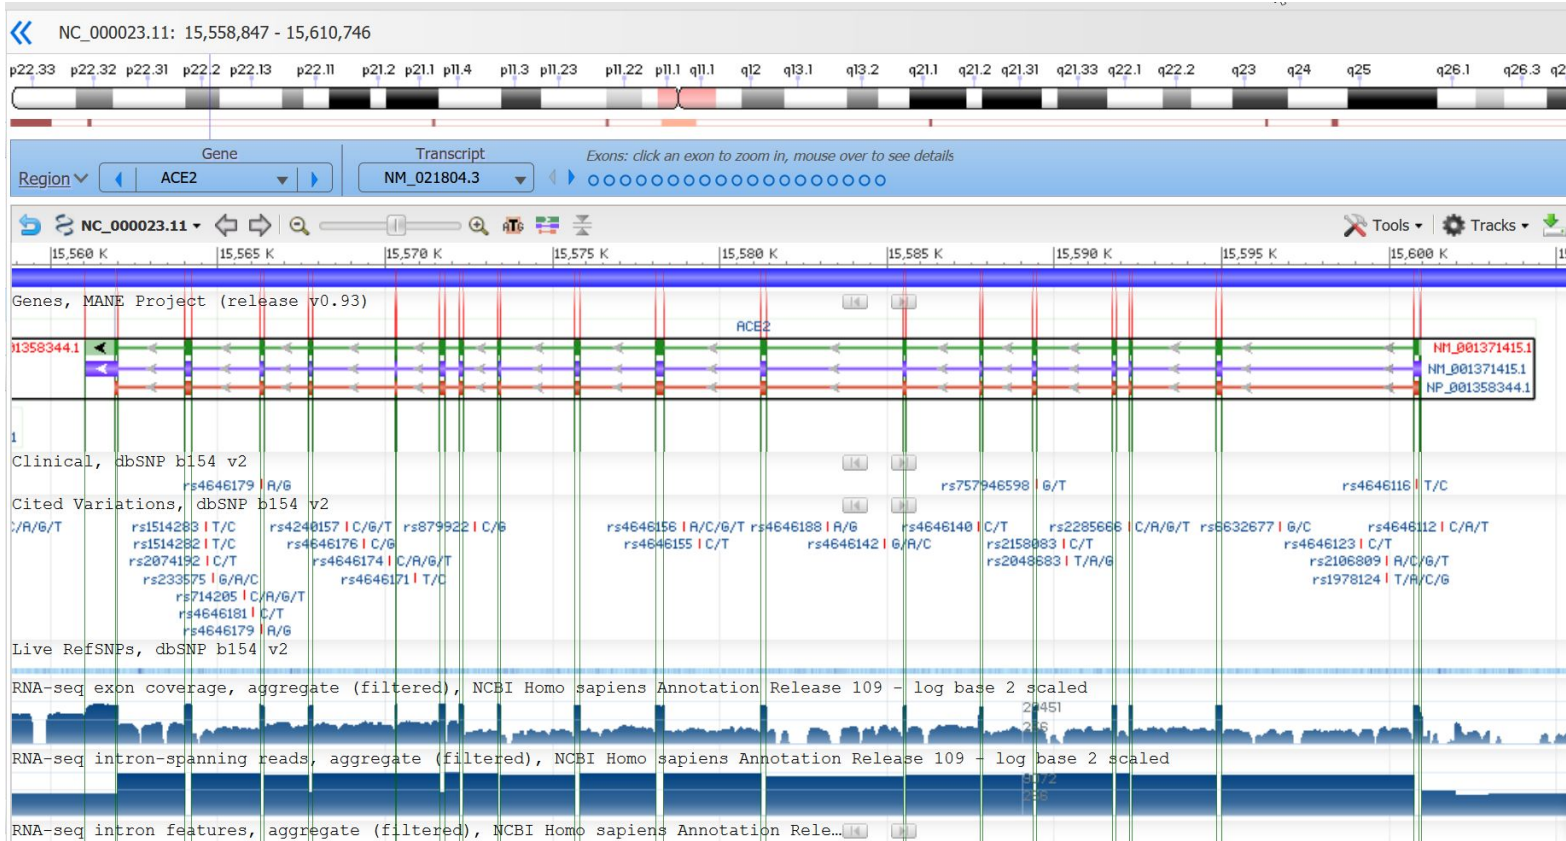 NC_000023.11: 15,558,847 - 15,610,746
p22.33 p22.32 p22.31 p22.2 p22.13 p22.11 p21.2 p21.1 p11.4 p11.3 p11.23 p11.22 p11.1 q11.1 q12 q13.1 q13.2 q21.1 q21.2 q21.31 q21.33 q22.1 q22.2 q23 q24 q25 q26.1 q26.3 q2
Gene Transcript Exons: click an exon to zoom in, mouse over to see details
Region ACE2 NM_021804.3
NC_000023.11 ATG Tools Tracks
15,560 K 15,565 K 15,570 K 15,575 K 15,580 K 15,585 K 15,590 K 15,595 K 15,600 K
Genes, MANE Project (release v0.93)
ACE2
01358344.1 NM_001371415.1
NM_001371415.1
NP_001358344.1
1
Clinical, dbSNP b154 v2
rs4646179 A/G rs757946598 G/T rs4646116 T/C
Cited Variations, dbSNP b154 v2
C/A/G/T rs1514283 T/C rs4240157 C/G/T rs879922 C/G rs4646156 A/C/G/T rs4646188 A/G rs4646140 C/T rs2285666 C/A/G/T rs6632677 G/C rs4646112 C/A/T
rs1514282 T/C rs4646176 C/G rs4646155 C/T rs4646142 G/A/C rs2158083 C/T rs4646123 C/T
rs2074192 C/T rs4646174 C/A/G/T rs2048683 T/A/G rs2106809 A/C/G/T
rs233575 G/A/C rs4646171 T/C rs1978124 T/A/C/G
rs714205 C/A/G/T
rs4646181 C/T
rs4646179 A/G
Live RefSNPs, dbSNP b154 v2
RNA-seq exon coverage, aggregate (filtered), NCBI Homo sapiens Annotation Release 109 - log base 2 scaled
256
RNA-seq intron-spanning reads, aggregate (filtered), NCBI Homo sapiens Annotation Release 109 - log base 2 scaled
256
RNA-seq intron features, aggregate (filtered), NCBI Homo sapiens Annotation Rele...